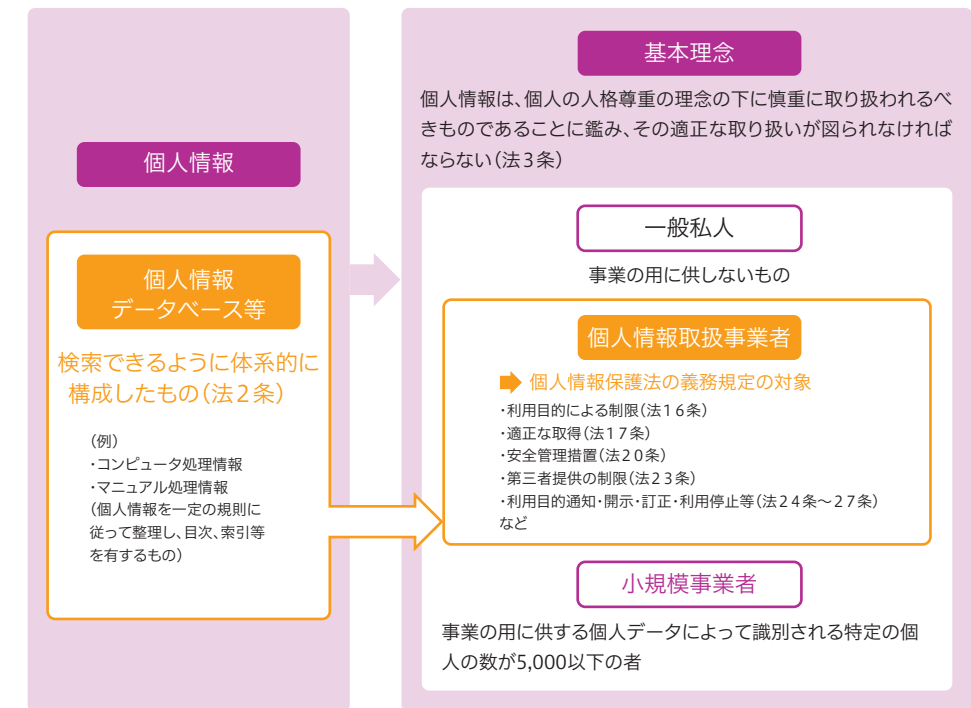 個人情報
個人情報
データベース等
検索できるように体系的に
構成したもの(法2条)
(例)
・コンピュータ処理情報
・マニュアル処理情報
(個人情報を一定の規則に
従って整理し、目次、索引等
を有するもの)
基本理念
個人情報は、個人の人格尊重の理念の下に慎重に取り扱われるべ
きものであることに鑑み、その適正な取り扱いが図られなければ
ならない(法3条)
一般私人
事業の用に供しないもの
個人情報取扱事業者
個人情報保護法の義務規定の対象
・利用目的による制限(法16条)
・適正な取得(法17条)
・安全管理措置(法20条)
・第三者提供の制限(法23条)
・利用目的通知・開示・訂正・利用停止等(法24条~27条)
など
小規模事業者
事業の用に供する個人データによって識別される特定の個
人の数が5,000以下の者